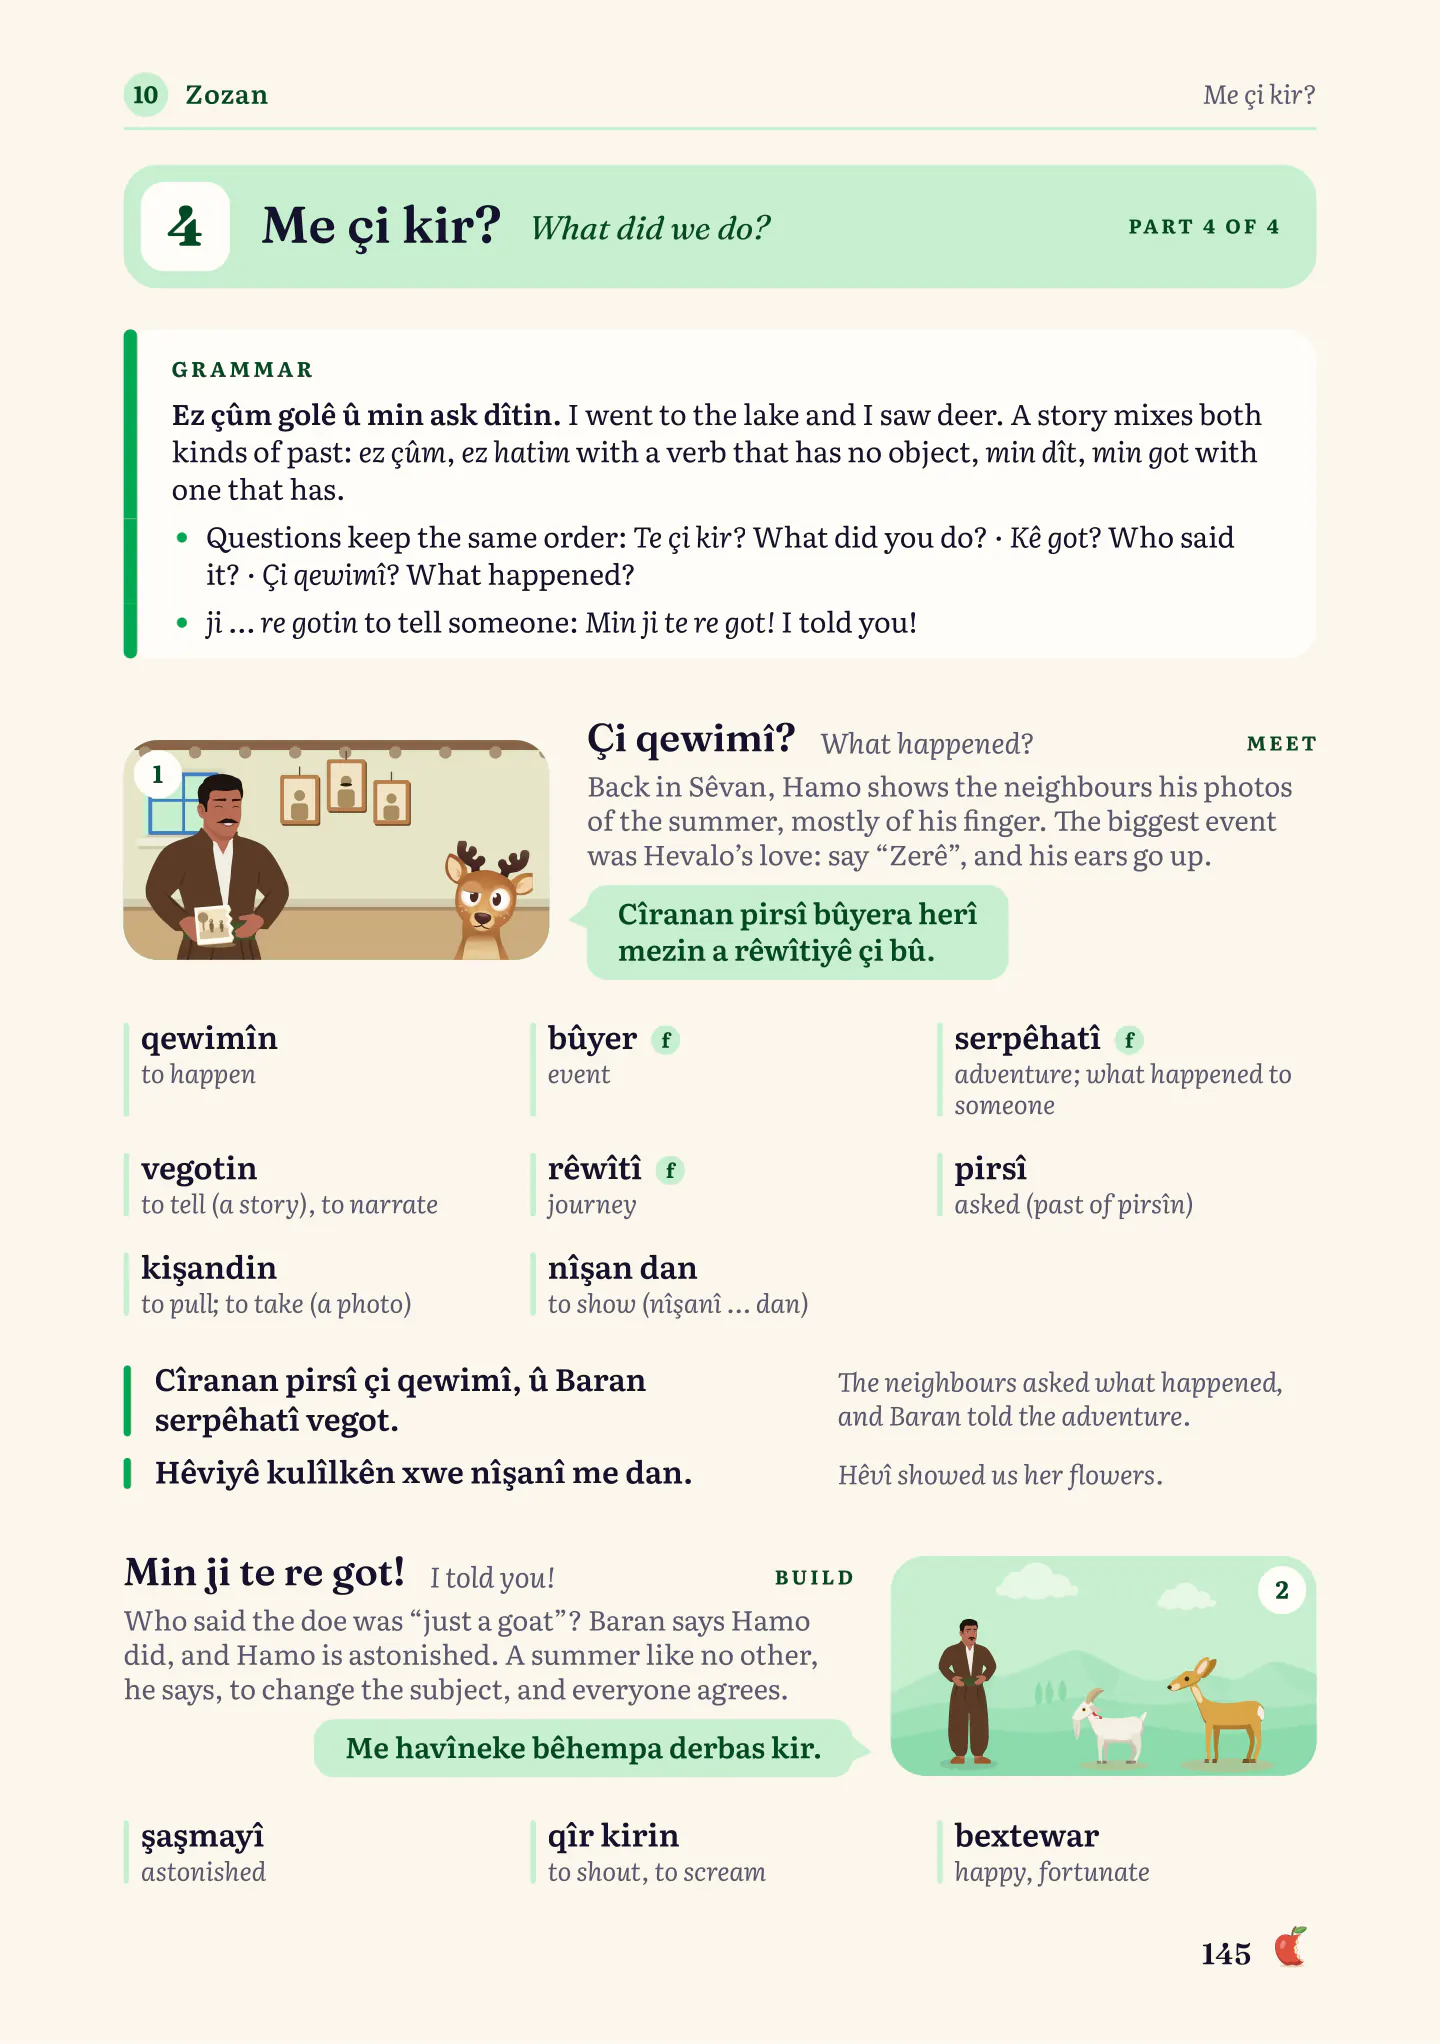 10 Zozan
Me çi kir?
4 Me çi kir? What did we do? PART 4 OF 4
GRAMMAR
Ez çûm golê û min ask dîtin. I went to the lake and I saw deer. A story mixes both
kinds of past: ez çûm, ez hatim with a verb that has no object, min dît, min got with
one that has.
• Questions keep the same order: Te çi kir? What did you do? · Kê got? Who said
it? · Çi qewimî? What happened?
• ji … re gotin to tell someone: Min ji te re got! I told you!
1
Çi qewimî? What happened? MEET
Back in Sêvan, Hamo shows the neighbours his photos
of the summer, mostly of his finger. The biggest event
was Hevalo’s love: say “Zerê”, and his ears go up.
Cîranan pirsî bûyera herî
mezin a rêwîtiyê çi bû.
qewimîn
to happen
bûyer f
event
serpêhatî f
adventure; what happened to
someone
vegotin
to tell (a story), to narrate
rêwîtî f
journey
pirsî
asked (past of pirsîn)
kişandin
to pull; to take (a photo)
nîşan dan
to show (nîşanî … dan)
Cîranan pirsî çi qewimî, û Baran
serpêhatî vegot.
The neighbours asked what happened,
and Baran told the adventure.
Hêviyê kulîlkên xwe nîşanî me dan.
Hêvî showed us her flowers.
Min ji te re got! I told you! BUILD
Who said the doe was “just a goat”? Baran says Hamo
did, and Hamo is astonished. A summer like no other,
he says, to change the subject, and everyone agrees.
Me havîneke bêhempa derbas kir.
2
şaşmayî
astonished
qîr kirin
to shout, to scream
bextewar
happy, fortunate
145